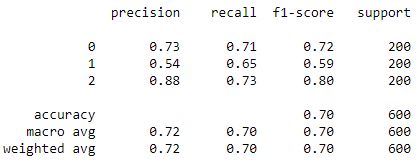 precision recall f1-score support
0 0.73 0.71 0.72 200
1 0.54 0.65 0.59 200
2 0.88 0.73 0.80 200
accuracy 0.70 600
macro avg 0.72 0.70 0.70 600
weighted avg 0.72 0.70 0.70 600